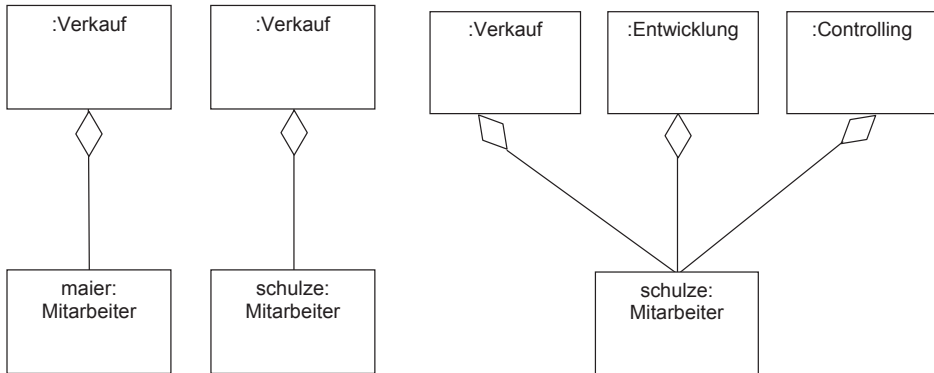 :Verkauf
:Verkauf
:Verkauf
:Entwicklung
:Controlling
maier:
Mitarbeiter
schulze:
Mitarbeiter
schulze:
Mitarbeiter